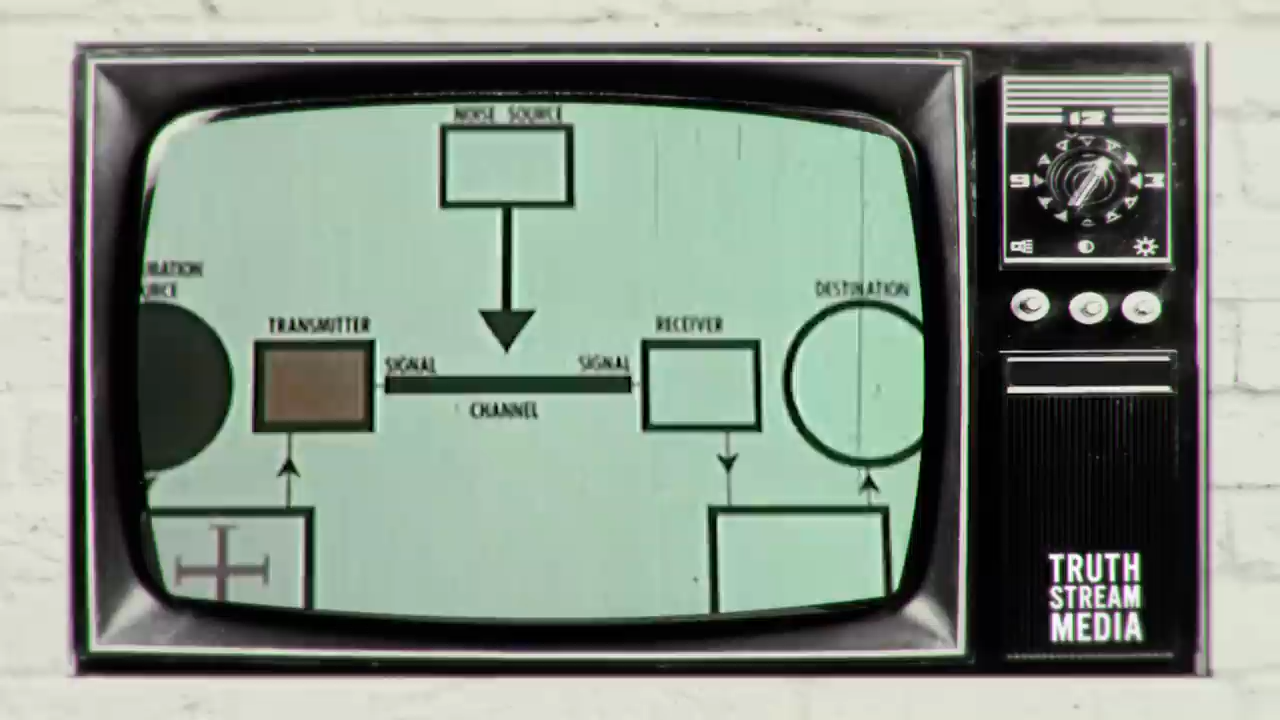 NOISE SOURCE
DESTINATION
TRANSMITTER
RECEIVER
SIGNAL
SIGNAL
CHANNEL
12
9
3
TRUTH
STREAM
MEDIA